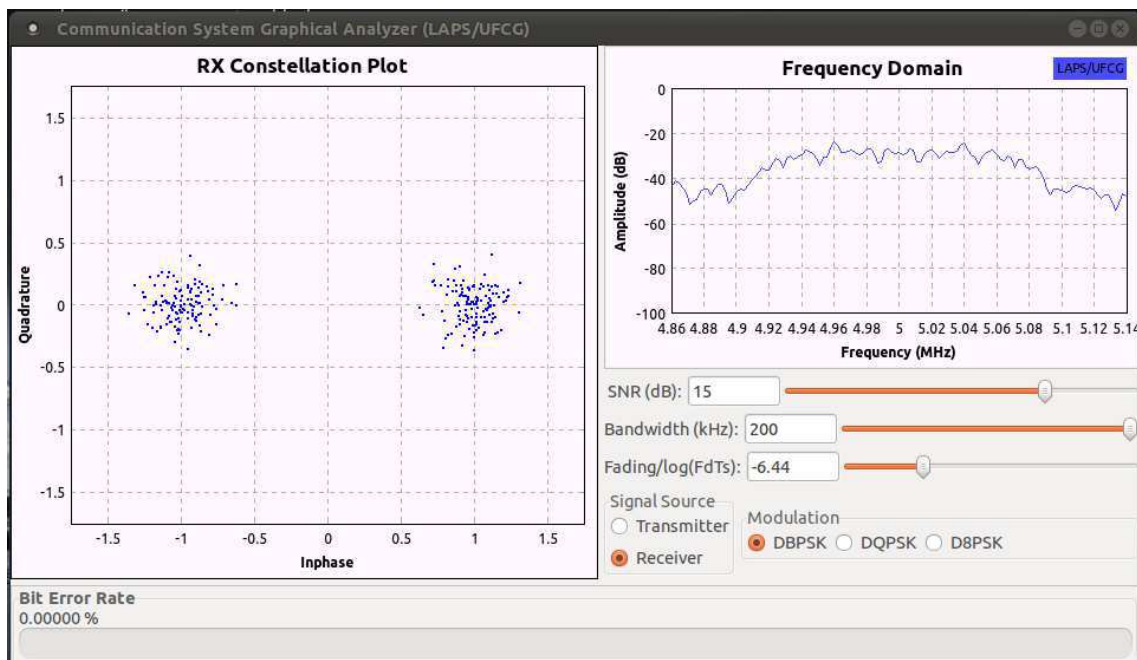 Communication System Graphical Analyzer (LAPS/UFCG)
RX Constellation Plot
Quadrature
1.5
1
0.5
0
-0.5
-1
-1.5
-1.5 -1 -0.5 0 0.5 1 1.5
Inphase
Frequency Domain
LAPS/UFCG
Amplitude (dB)
0
-20
-40
-60
-80
-100
4.86 4.88 4.9 4.92 4.94 4.96 4.98 5 5.02 5.04 5.06 5.08 5.1 5.12 5.14
Frequency (MHz)
SNR (dB): 15
Bandwidth (kHz): 200
Fading/log(FdTs): -6.44
Signal Source
Transmitter
Receiver
Modulation
DBPSK DQPSK D8PSK
Bit Error Rate
0.00000 %